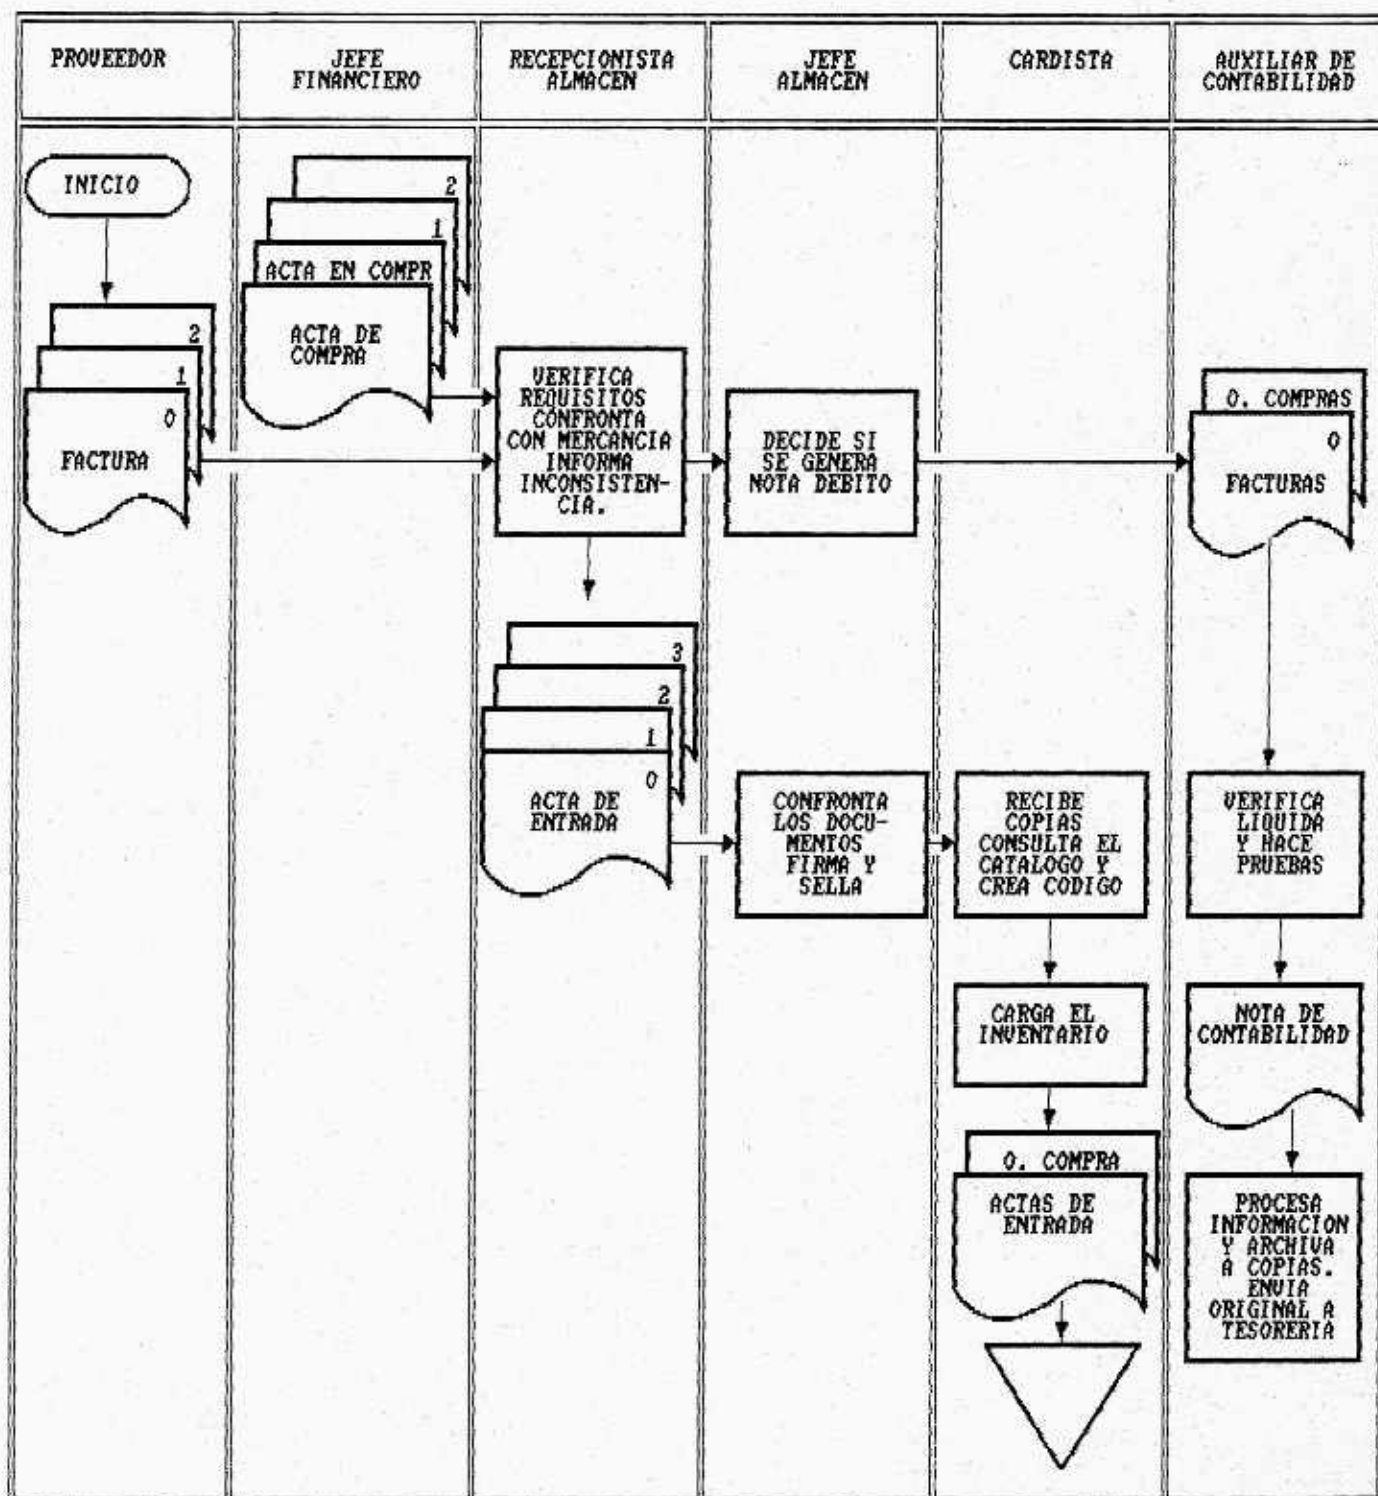 PROVEEDOR
JEFE
FINANCIERO
RECEPCIONISTA
ALMACEN
JEFE
ALMACEN
CARDISTA
AUXILIAR DE
CONTABILIDAD
INICIO
2
1
0
FACTURA
2
1
ACTA EN COMPR
ACTA DE
COMPRA
VERIFICA
REQUISITOS
CONFRONTA
CON MERCANCIA
INFORMA
INCONSISTEN-
CIA.
DECIDE SI
SE GENERA
NOTA DEBITO
O. COMPRAS
0
FACTURAS
3
2
1
0
ACTA DE
ENTRADA
CONFRONTA
LOS DOCU-
MENTOS
FIRMA Y
SELLA
RECIBE
COPIAS
CONSULTA EL
CATALOGO Y
CREA CODIGO
VERIFICA
LIQUIDA
Y HACE
PRUEBAS
CARGA EL
INVENTARIO
NOTA DE
CONTABILIDAD
O. COMPRA
ACTAS DE
ENTRADA
PROCESA
INFORMACION
Y ARCHIVA
A COPIAS.
ENVIA
ORIGINAL A
TESORERIA